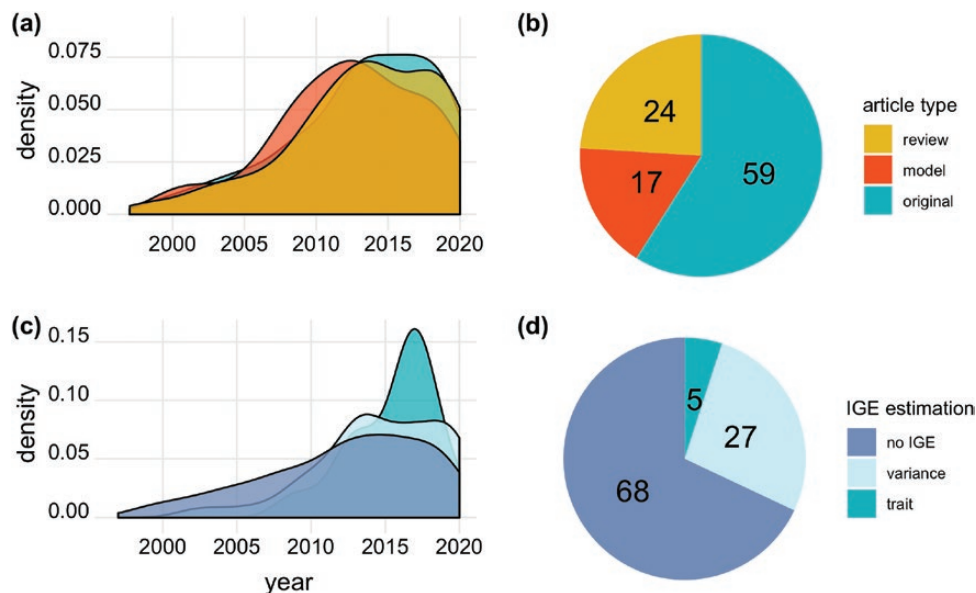 (a)
density
0.075
0.050
0.025
0.000
2000 2005 2010 2015 2020
(b)
24
17
59
article type
review
model
original
(c)
density
0.15
0.10
0.05
0.00
2000 2005 2010 2015 2020
year
(d)
5
27
68
IGE estimation
no IGE
variance
trait